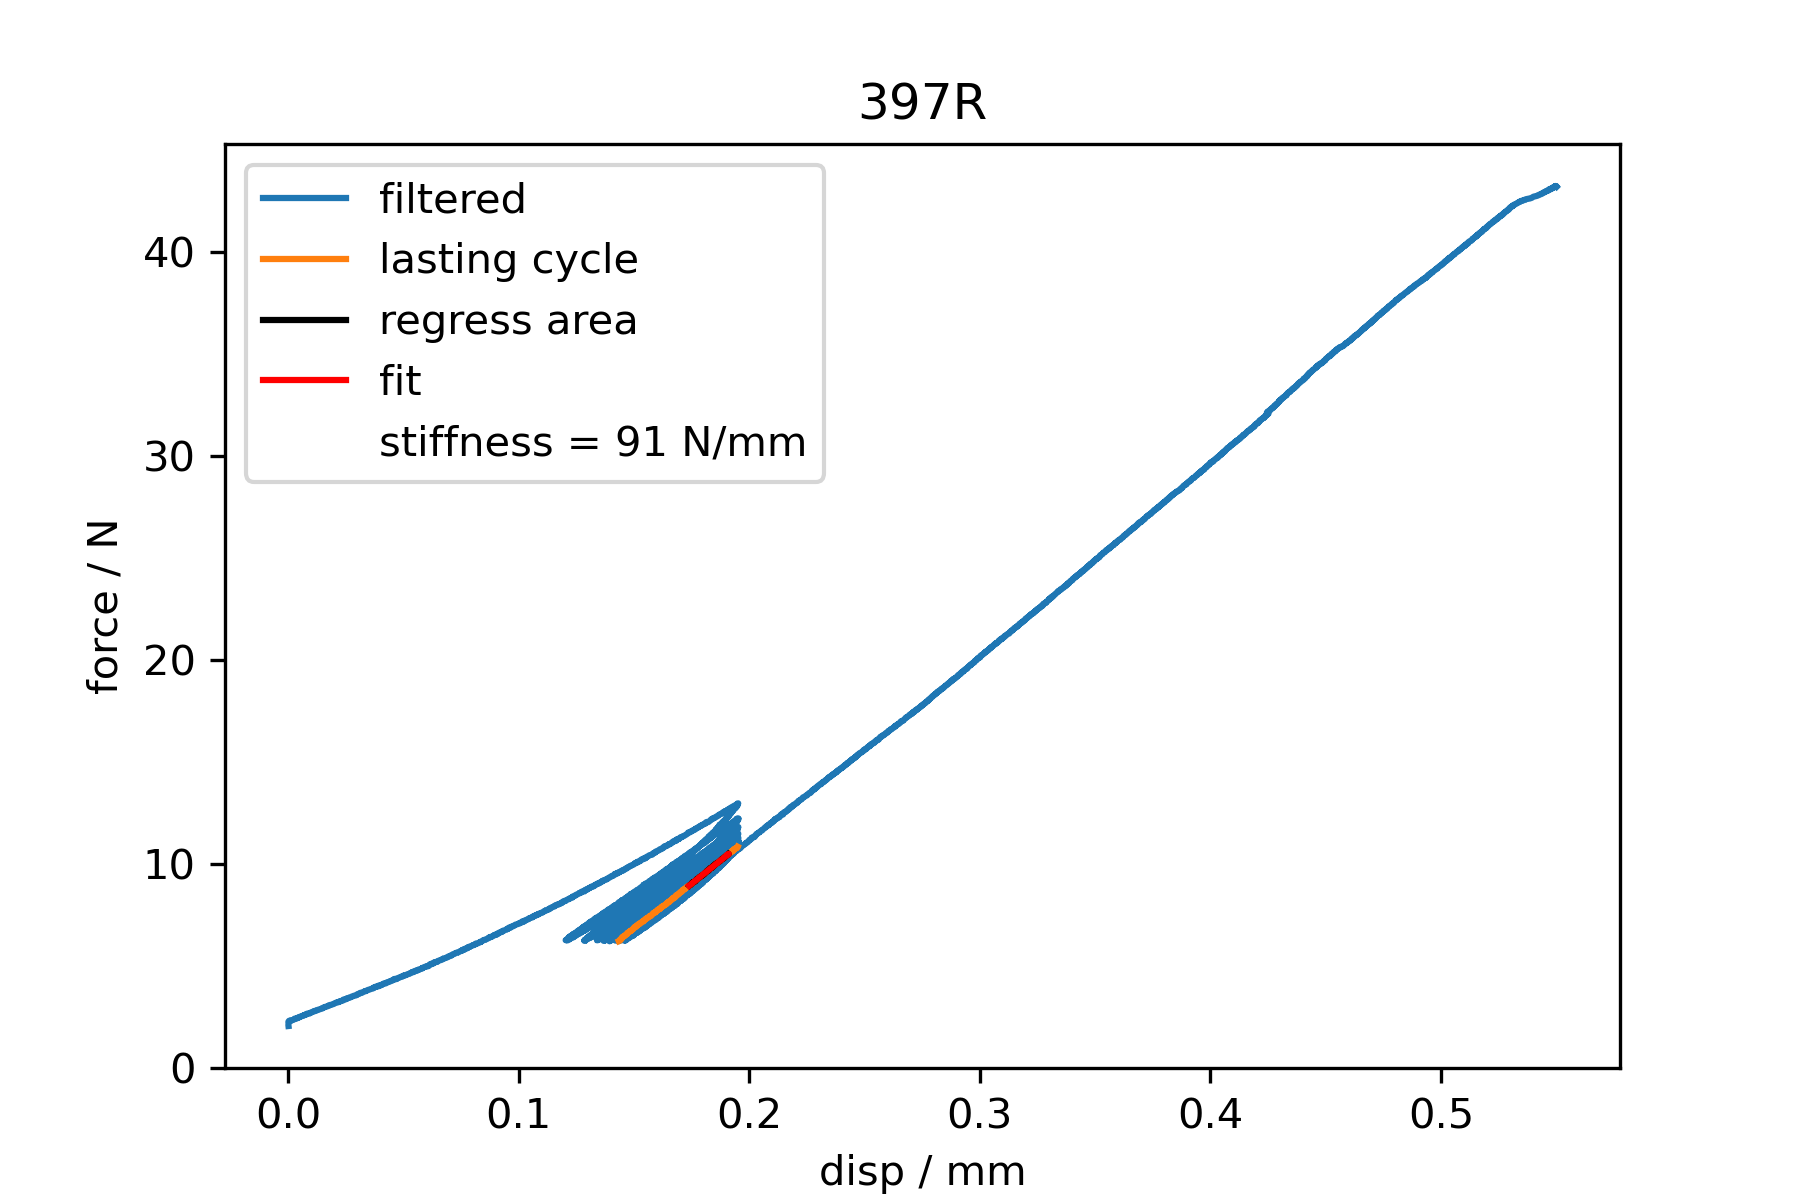 397R
filtered
lasting cycle
regress area
fit
stiffness = 91 N/mm
force / N
40
30
20
10
0
0.0 0.1 0.2 0.3 0.4 0.5
disp / mm